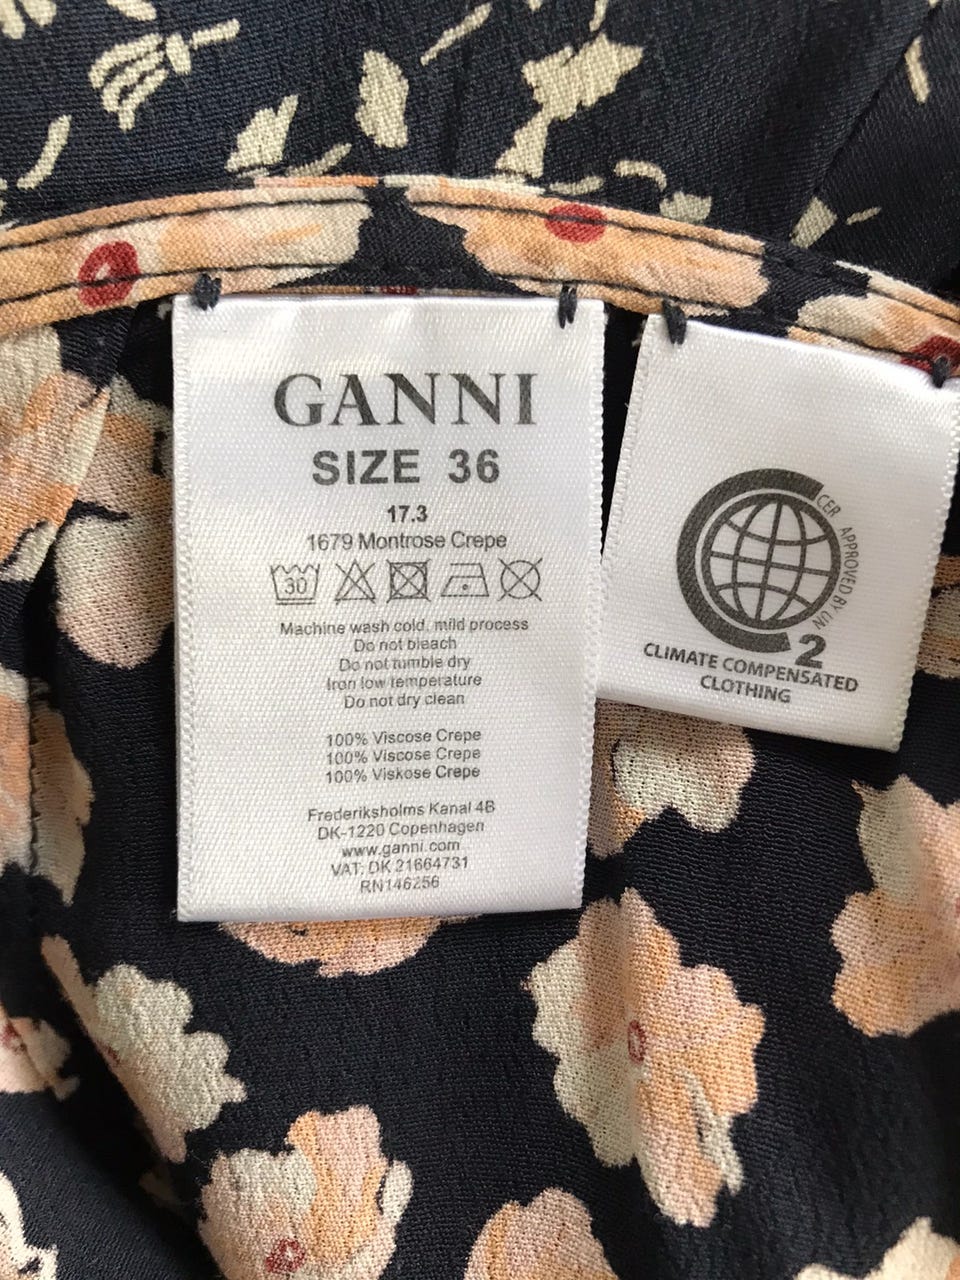 GANNI
SIZE 36
17.3
1679 Montrose Crepe
30
Machine wash cold, mild process
Do not bleach
Do not tumble dry
Iron low temperature
Do not dry clean
100% Viscose Crepe
100% Viscose Crepe
100% Viskose Crepe
Frederiksholms Kanal 4B
DK-1220 Copenhagen
www.ganni.com
VAT: DK 21664731
RN146256
CER APPROVED BY UN
2
CLIMATE COMPENSATED
CLOTHING